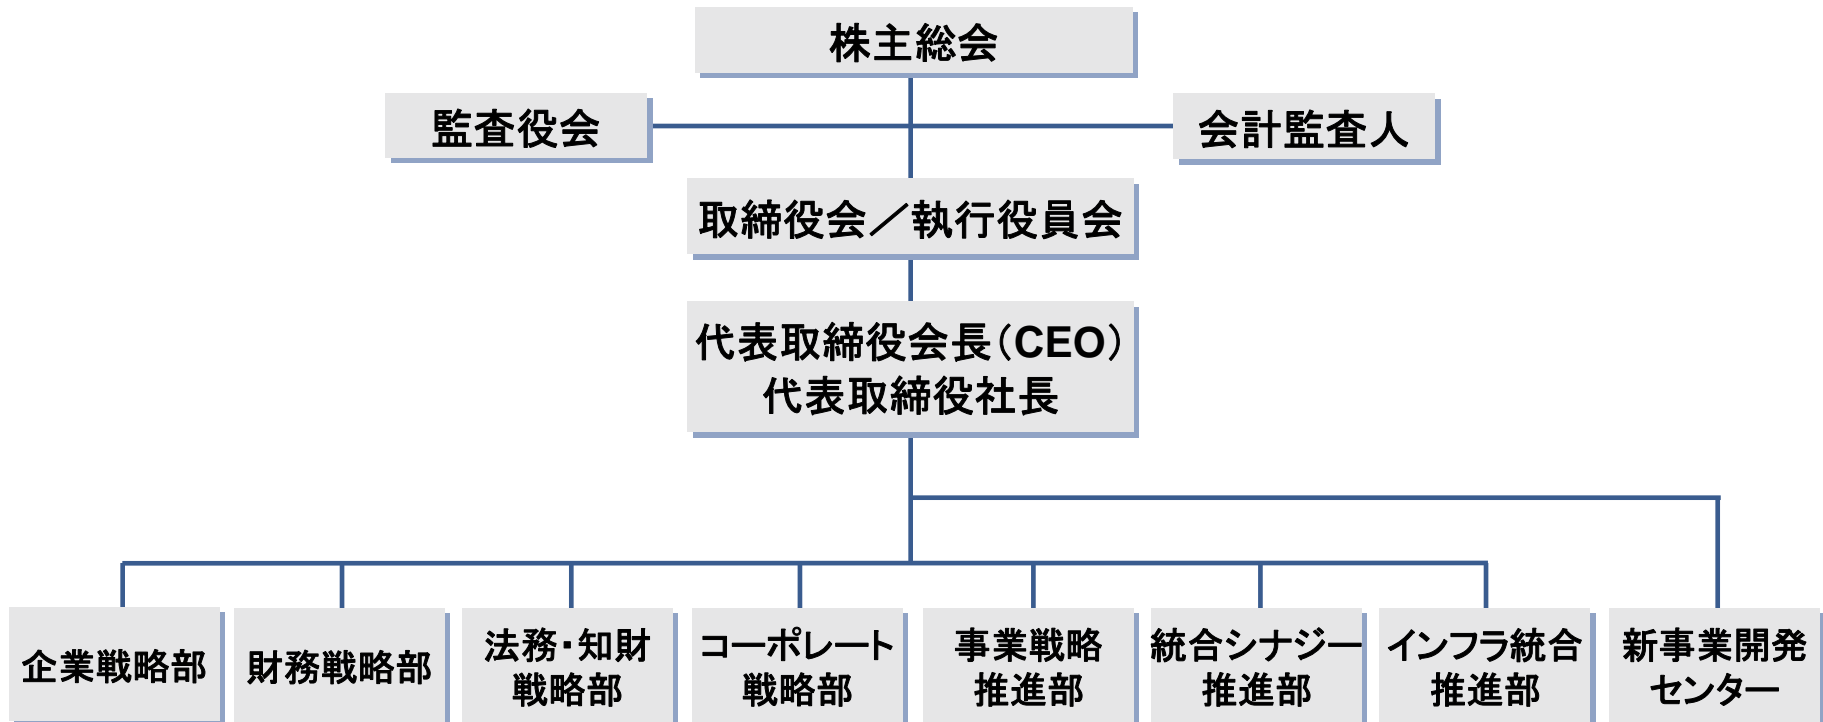 株主総会
監査役会
会計監査人
取締役会／執行役員会
代表取締役会長（CEO）
代表取締役社長
企業戦略部
財務戦略部
法務・知財
戦略部
コーポレート
戦略部
事業戦略
推進部
統合シナジー
推進部
インフラ統合
推進部
新事業開発
センター